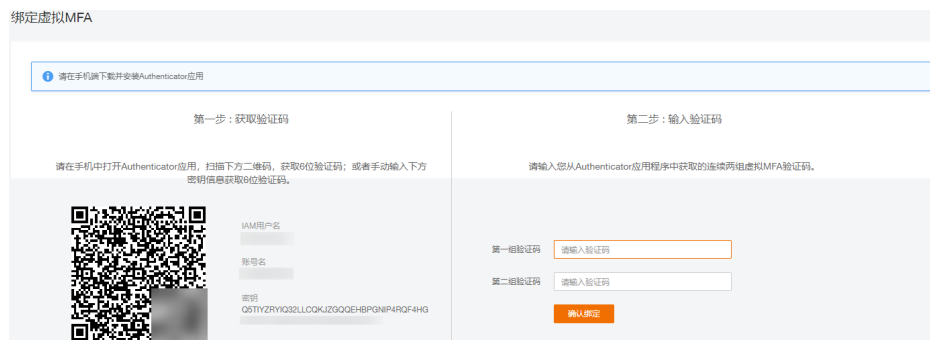 绑定虚拟MFA
请在手机端下载并安装Authenticator应用
第一步：获取验证码
请在手机中打开Authenticator应用，扫描下方二维码，获取6位验证码；或者手动输入下方
密钥信息获取6位验证码。
IAM用户名
账号名
密钥
Q5TIYZRYIQ32LLCQKJZGQQEHBPGNIP4RQF4HG
第二步：输入验证码
请输入您从Authenticator应用程序中获取的连续两组虚拟MFA验证码。
第一组验证码 请输入验证码
第二组验证码 请输入验证码
确认绑定